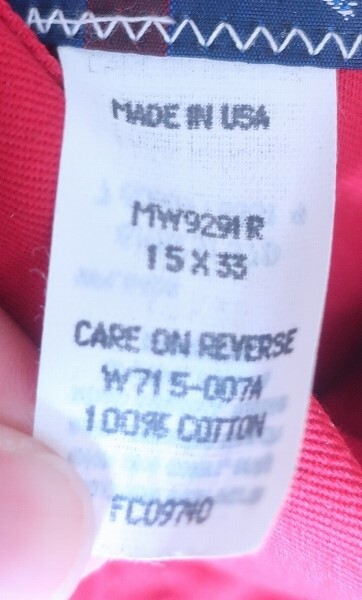 MADE IN USA
MW9291R
15 X 33
CARE ON REVERSE
W715-007A
100% COTTON
FC09740